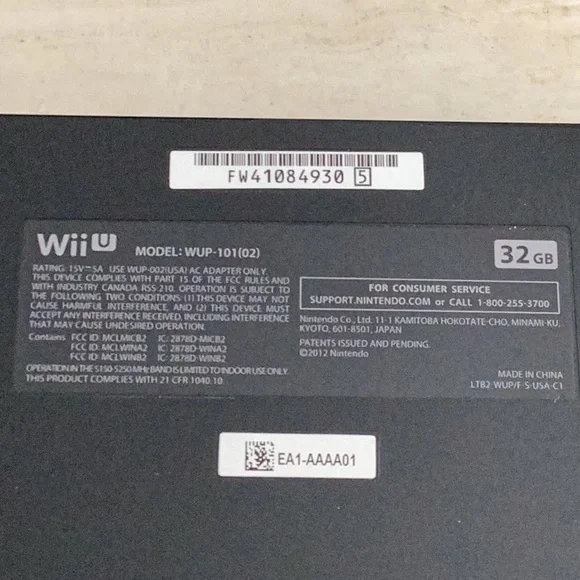 FW41084930 5
Wii U MODEL: WUP-101(02)
32 GB
RATING: 15V⎓5A USE WUP-002(USA) AC ADAPTER ONLY
THIS DEVICE COMPLIES WITH PART 15 OF THE FCC RULES AND
WITH INDUSTRY CANADA RSS-210. OPERATION IS SUBJECT TO
THE FOLLOWING TWO CONDITIONS: (1) THIS DEVICE MAY NOT
CAUSE HARMFUL INTERFERENCE, AND (2) THIS DEVICE MUST
ACCEPT ANY INTERFERENCE RECEIVED, INCLUDING INTERFERENCE
THAT MAY CAUSE UNDESIRED OPERATION.
Contains FCC ID: MCLMICB2 IC: 2878D-MICB2
FCC ID: MCLWINA2 IC: 2878D-WINA2
FCC ID: MCLWINB2 IC: 2878D-WINB2
OPERATION IN THE 5150-5250 MHz BAND IS LIMITED TO INDOOR USE ONLY.
THIS PRODUCT COMPLIES WITH 21 CFR 1040.10.
FOR CONSUMER SERVICE
SUPPORT.NINTENDO.COM or CALL 1-800-255-3700
Nintendo Co., Ltd. 11-1 KAMITOBA HOKOTATE-CHO, MINAMI-KU,
KYOTO, 601-8501, JAPAN
PATENTS ISSUED AND PENDING.
©2012 Nintendo
MADE IN CHINA
LTB2-WUP/F-S-USA-C1
EA1-AAAA01